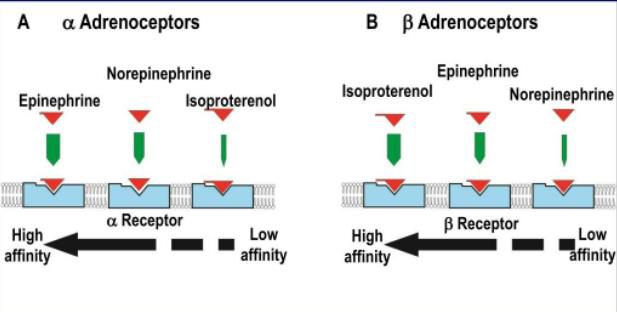 A α Adrenoceptors
Norepinephrine
Epinephrine Isoproterenol
α Receptor
High affinity
Low affinity
B β Adrenoceptors
Epinephrine
Isoproterenol
Norepinephrine
β Receptor
High affinity
Low affinity